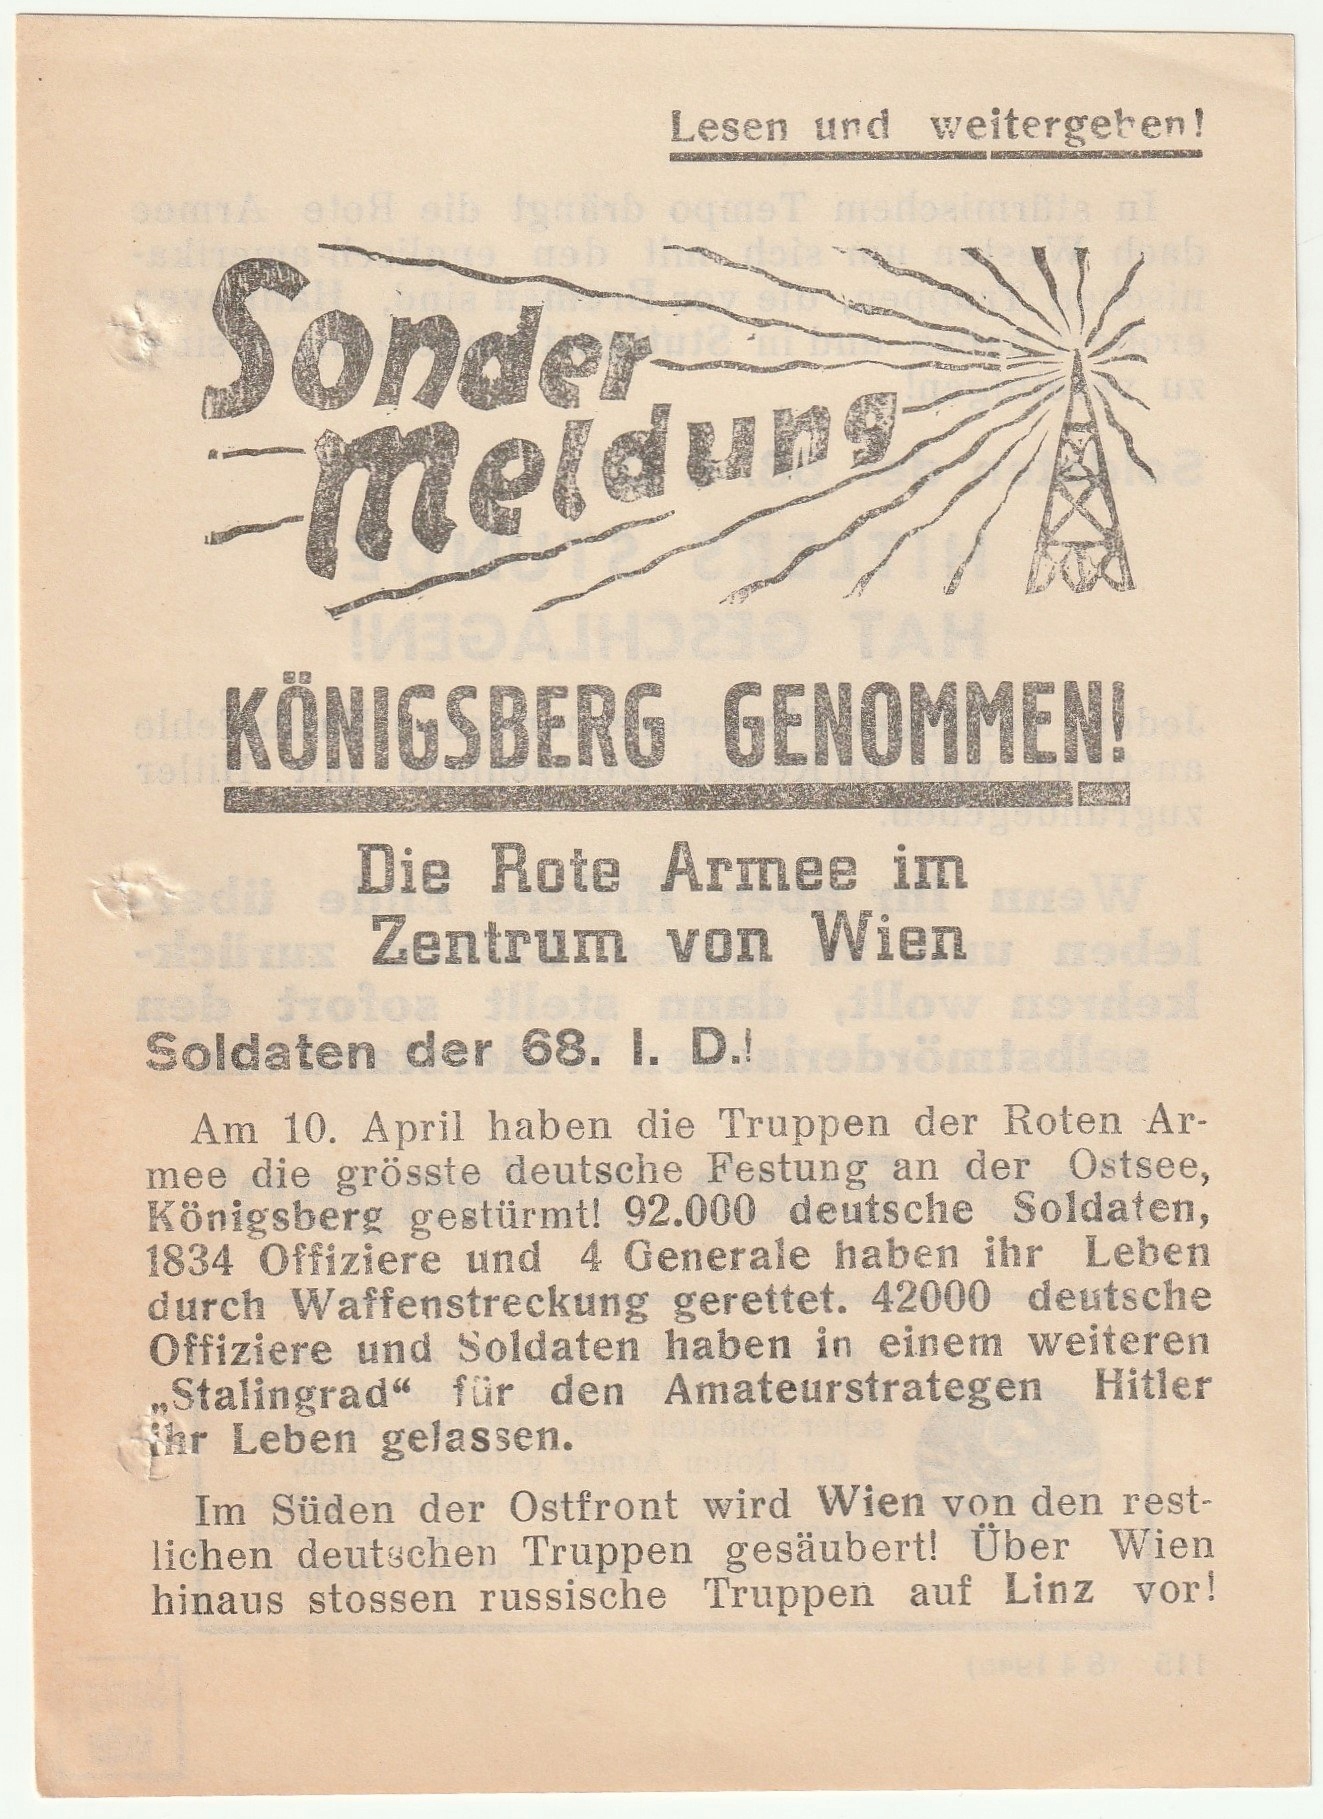 Lesen und weitergeben!
Sonder
meldung
KÖNIGSBERG GENOMMEN!
Die Rote Armee im
Zentrum von Wien
Soldaten der 68. I. D.!
Am 10. April haben die Truppen der Roten Ar-
mee die grösste deutsche Festung an der Ostsee,
Königsberg gestürmt! 92.000 deutsche Soldaten,
1834 Offiziere und 4 Generale haben ihr Leben
durch Waffenstreckung gerettet. 42000 deutsche
Offiziere und Soldaten haben in einem weiteren
„Stalingrad“ für den Amateurstrategen Hitler
ihr Leben gelassen.
Im Süden der Ostfront wird Wien von den rest-
lichen deutschen Truppen gesäubert! Über Wien
hinaus stossen russische Truppen auf Linz vor!